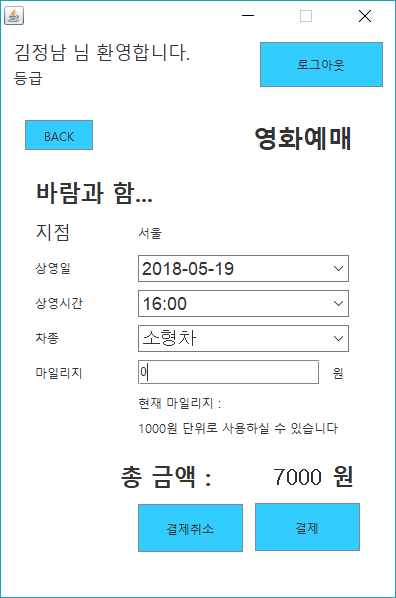 김정남 님 환영합니다.
등급
로그아웃
BACK
영화예매
바람과 함...
지점 서울
상영일 2018-05-19
상영시간 16:00
차종 소형차
마일리지 0 원
현재 마일리지 :
1000원 단위로 사용하실 수 있습니다
총 금액 : 7000 원
결제취소 결제